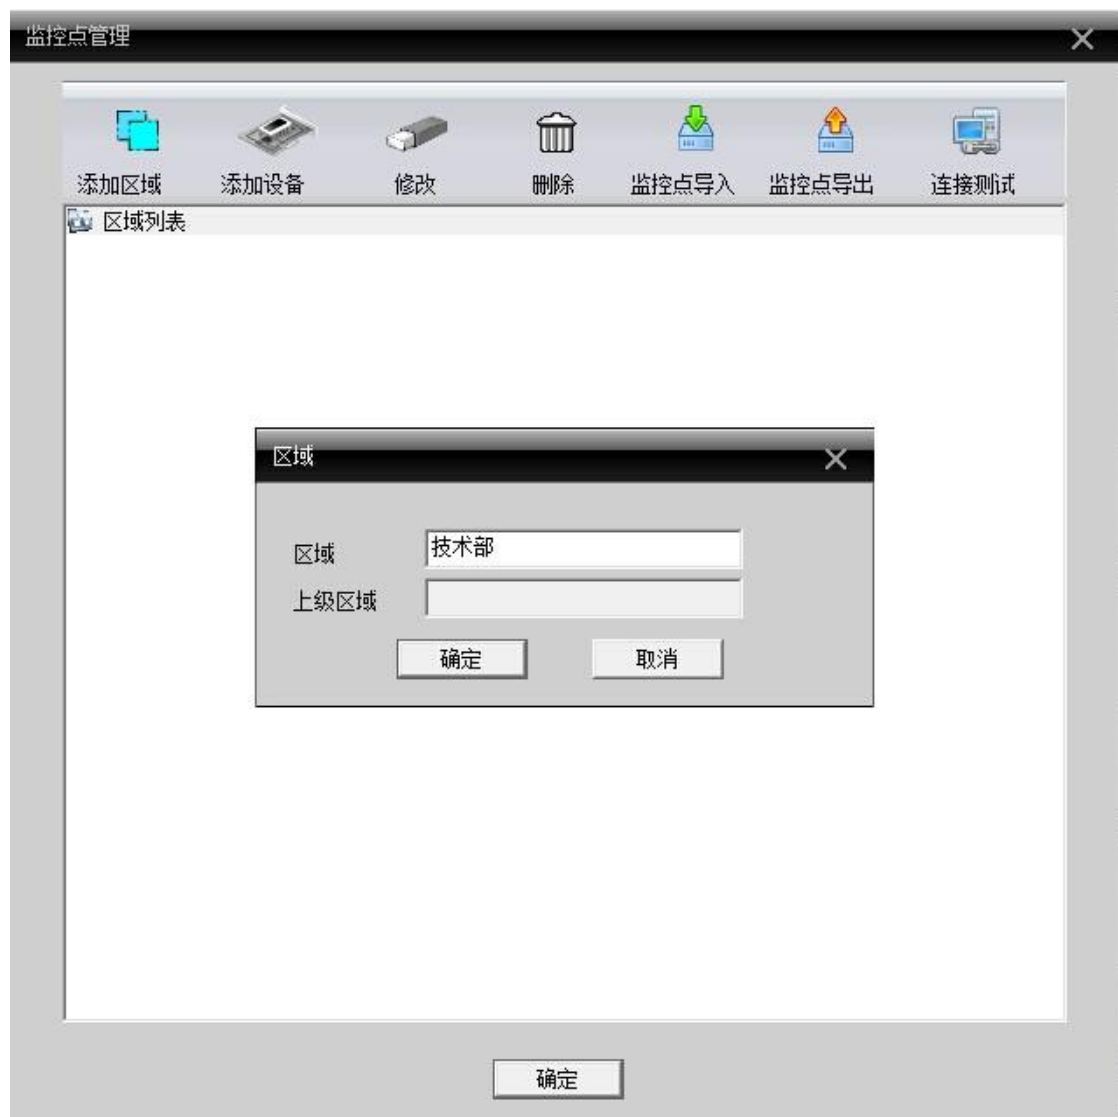 监控点管理
添加区域 添加设备 修改 删除 监控点导入 监控点导出 连接测试
区域列表
区域
区域 技术部
上级区域
确定 取消
确定